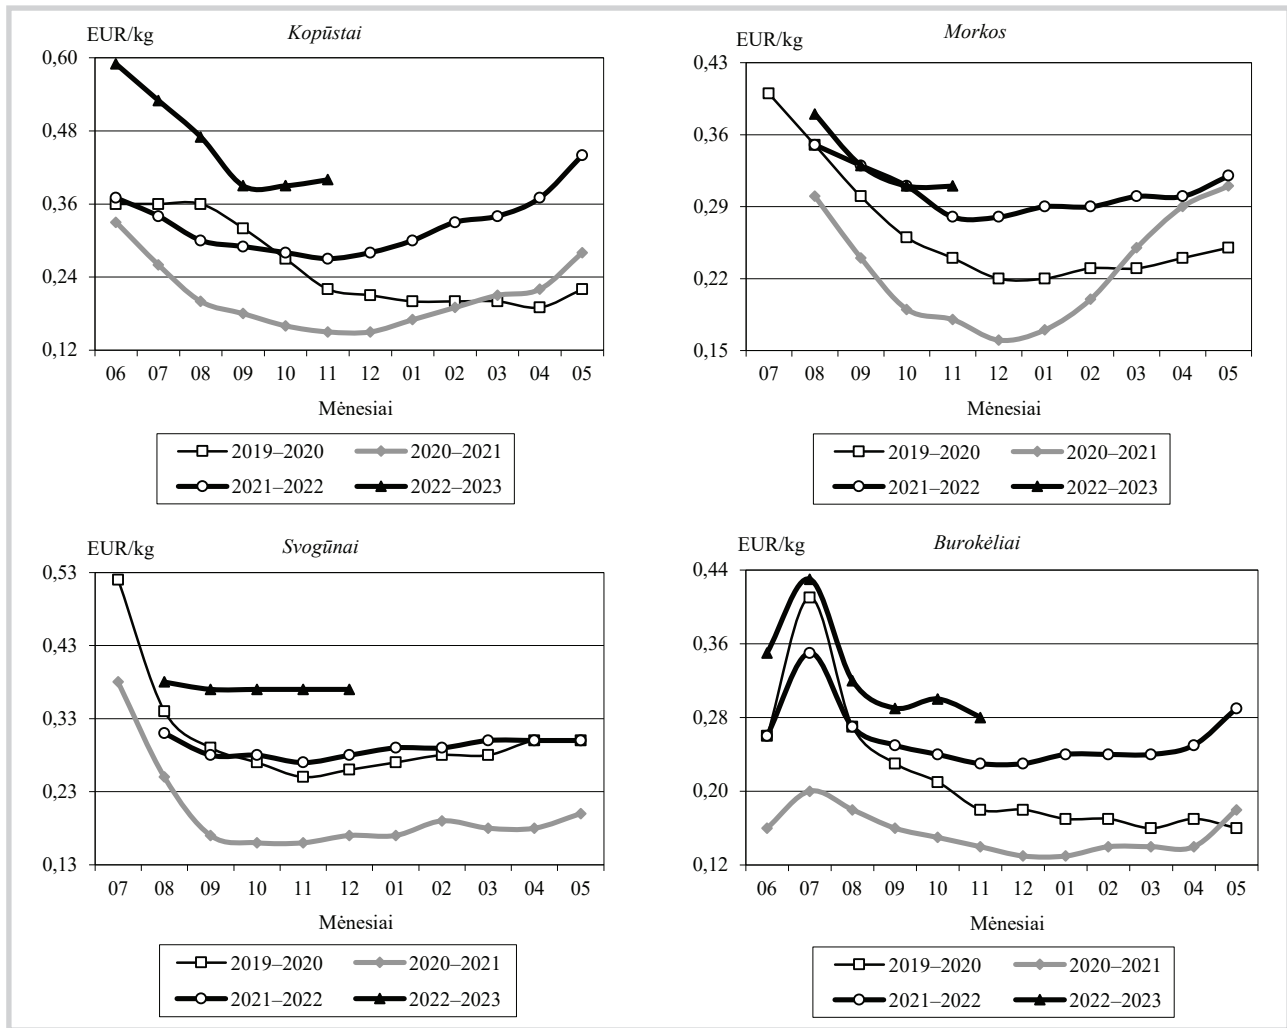 EUR/kg Kopūstai
0,60
0,48
0,36
0,24
0,12
06 07 08 09 10 11 12 01 02 03 04 05
Mėnesiai
2019–2020 2020–2021
2021–2022 2022–2023
EUR/kg Morkos
0,43
0,36
0,29
0,22
0,15
07 08 09 10 11 12 01 02 03 04 05
Mėnesiai
2019–2020 2020–2021
2021–2022 2022–2023
EUR/kg Svogūnai
0,53
0,43
0,33
0,23
0,13
07 08 09 10 11 12 01 02 03 04 05
Mėnesiai
2019–2020 2020–2021
2021–2022 2022–2023
EUR/kg Burokėliai
0,44
0,36
0,28
0,20
0,12
06 07 08 09 10 11 12 01 02 03 04 05
Mėnesiai
2019–2020 2020–2021
2021–2022 2022–2023